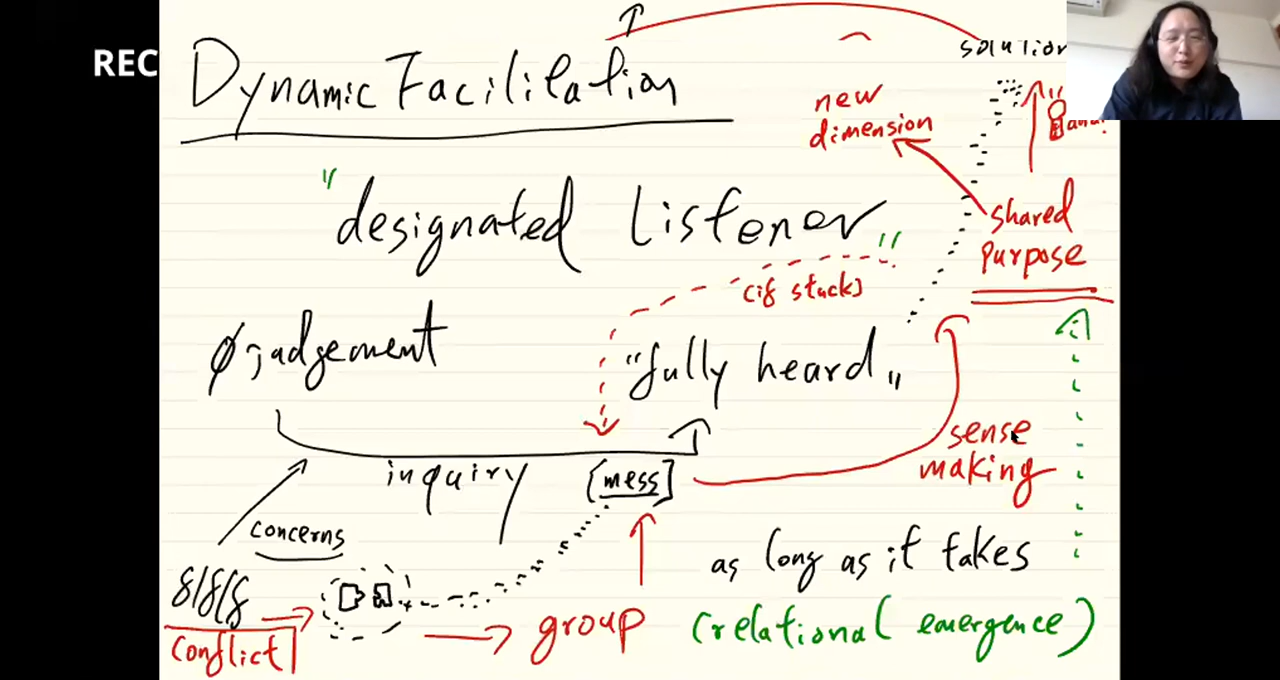 REC
Dynamic Facilitation
solution
new
dimension
"designated Listener"
shared
purpose
(if stuck)
Ø judgement
"fully heard"
sense
making
inquiry
[mess]
concerns
as long as it takes
conflict
group
(relational (emergence)